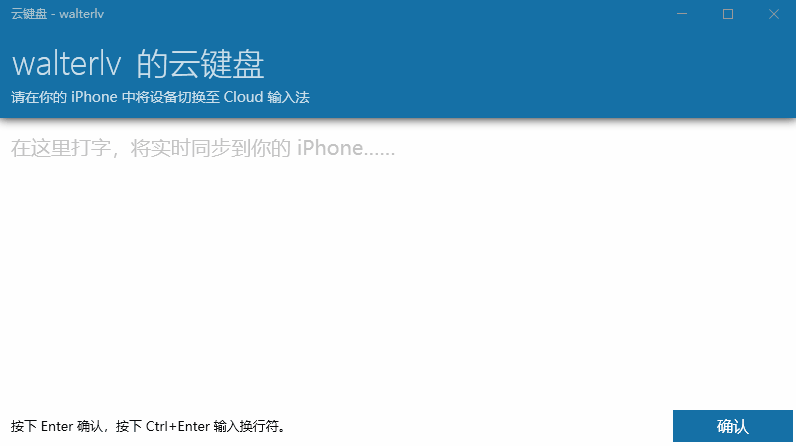 云键盘 - walterlv
walterlv 的云键盘
请在你的 iPhone 中将设备切换至 Cloud 输入法
在这里打字，将实时同步到你的 iPhone……
按下 Enter 确认，按下 Ctrl+Enter 输入换行符。
确认